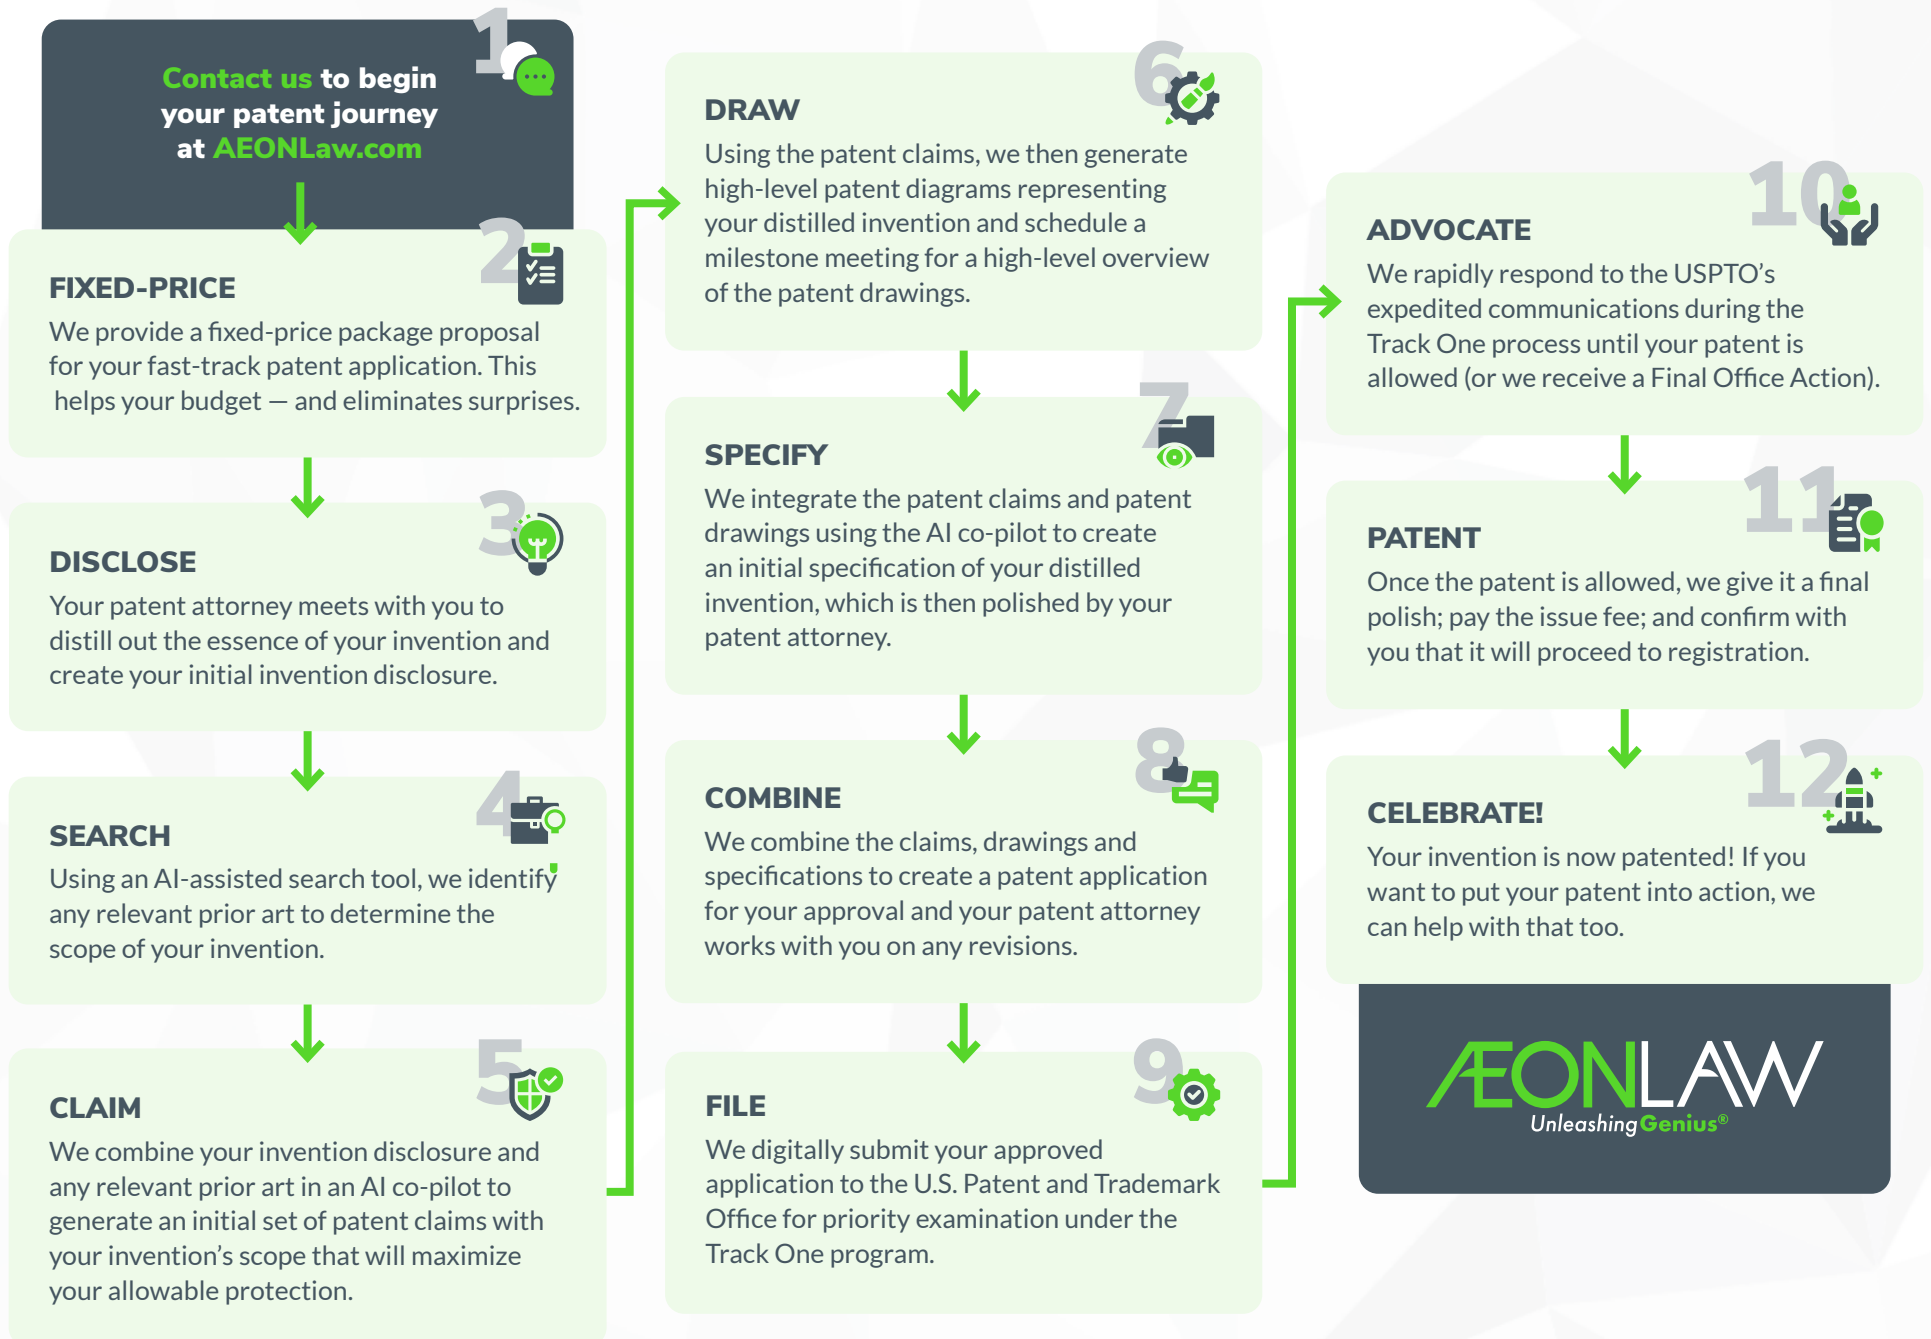 1
Contact us to begin
your patent journey
at AEONLaw.com
2
FIXED-PRICE
We provide a fixed-price package proposal
for your fast-track patent application. This
helps your budget — and eliminates surprises.
3
DISCLOSE
Your patent attorney meets with you to
distill out the essence of your invention and
create your initial invention disclosure.
4
SEARCH
Using an AI-assisted search tool, we identify
any relevant prior art to determine the
scope of your invention.
5
CLAIM
We combine your invention disclosure and
any relevant prior art in an AI co-pilot to
generate an initial set of patent claims with
your invention’s scope that will maximize
your allowable protection.
6
DRAW
Using the patent claims, we then generate
high-level patent diagrams representing
your distilled invention and schedule a
milestone meeting for a high-level overview
of the patent drawings.
7
SPECIFY
We integrate the patent claims and patent
drawings using the AI co-pilot to create
an initial specification of your distilled
invention, which is then polished by your
patent attorney.
8
COMBINE
We combine the claims, drawings and
specifications to create a patent application
for your approval and your patent attorney
works with you on any revisions.
9
FILE
We digitally submit your approved
application to the U.S. Patent and Trademark
Office for priority examination under the
Track One program.
10
ADVOCATE
We rapidly respond to the USPTO’s
expedited communications during the
Track One process until your patent is
allowed (or we receive a Final Office Action).
11
PATENT
Once the patent is allowed, we give it a final
polish; pay the issue fee; and confirm with
you that it will proceed to registration.
12
CELEBRATE!
Your invention is now patented! If you
want to put your patent into action, we
can help with that too.
ÆONLAW
UnleashingGenius®